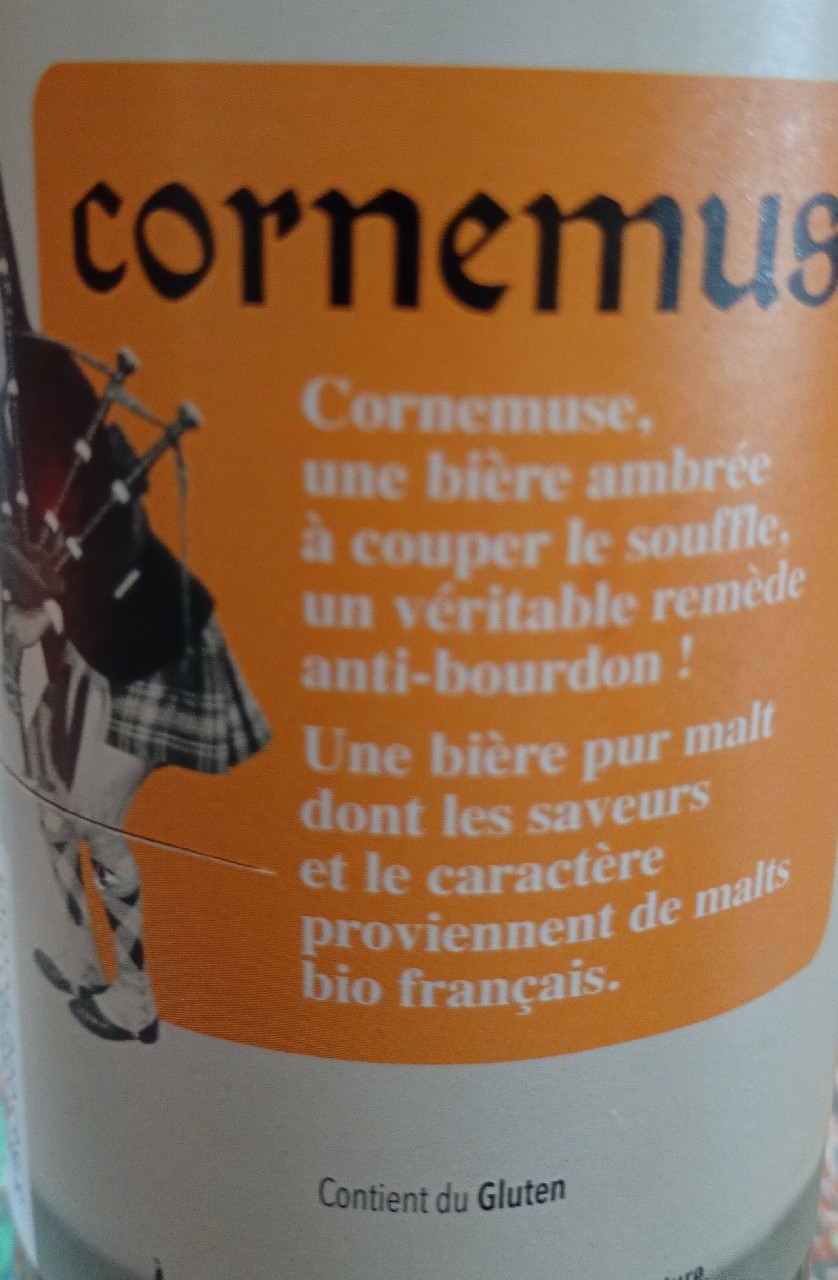 cornemuse
Cornemuse,
une bière ambrée
à couper le souffle,
un véritable remède
anti-bourdon !
Une bière pur malt
dont les saveurs
et le caractère
proviennent de malts
bio français.
Contient du Gluten